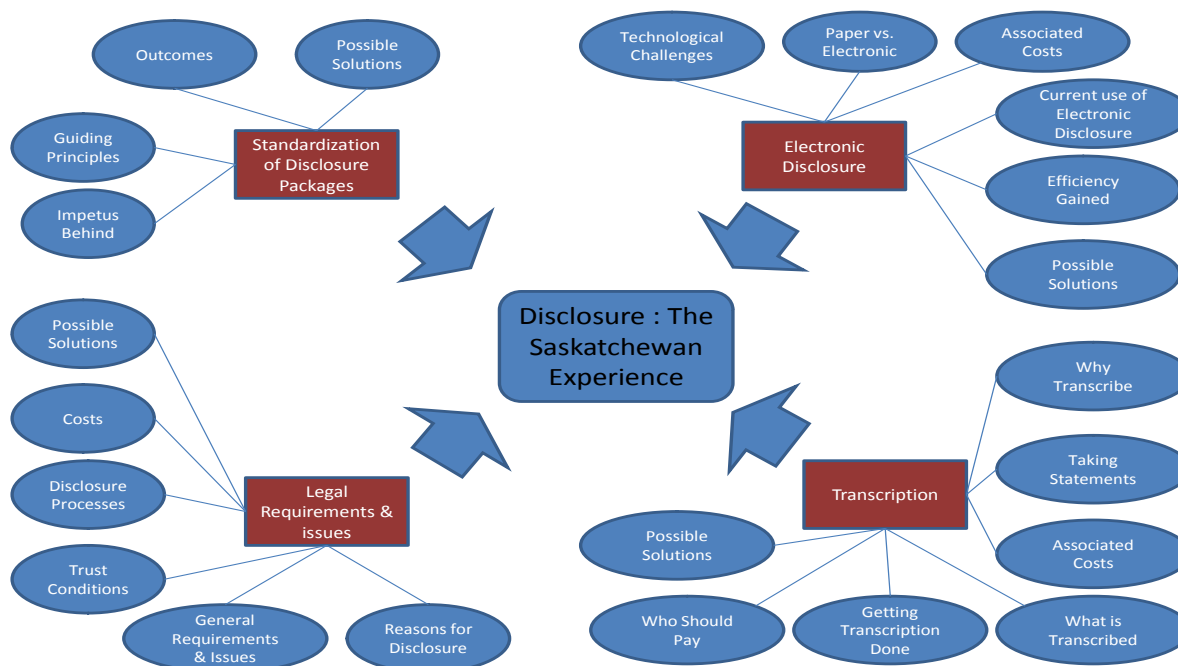 Outcomes
Possible
Solutions
Guiding
Principles
Impetus
Behind
Standardization
of Disclosure
Packages
Technological
Challenges
Paper vs.
Electronic
Associated
Costs
Current use of
Electronic
Disclosure
Efficiency
Gained
Possible
Solutions
Electronic
Disclosure
Disclosure : The
Saskatchewan
Experience
Possible
Solutions
Costs
Disclosure
Processes
Trust
Conditions
General
Requirements
& Issues
Reasons for
Disclosure
Legal
Requirements &
issues
Why
Transcribe
Taking
Statements
Associated
Costs
What is
Transcribed
Getting
Transcription
Done
Who Should
Pay
Possible
Solutions
Transcription